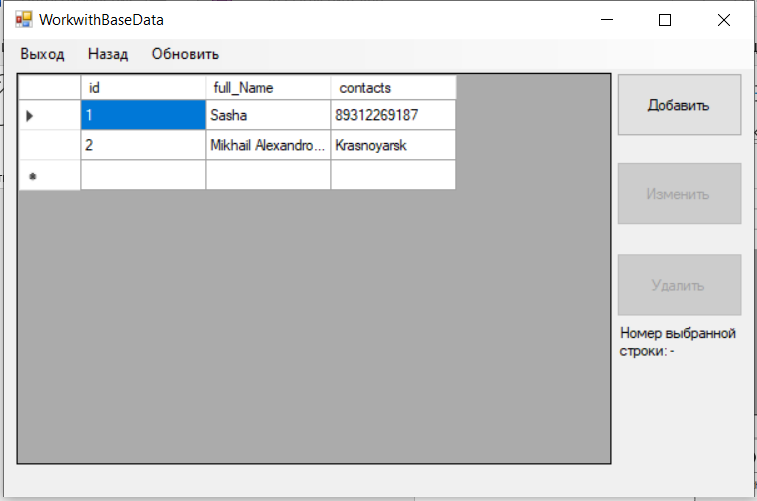 WorkwithBaseData
Выход Назад Обновить
id full_Name contacts
1 Sasha 89312269187
2 Mikhail Alexandro... Krasnoyarsk
Добавить
Изменить
Удалить
Номер выбранной
строки: -